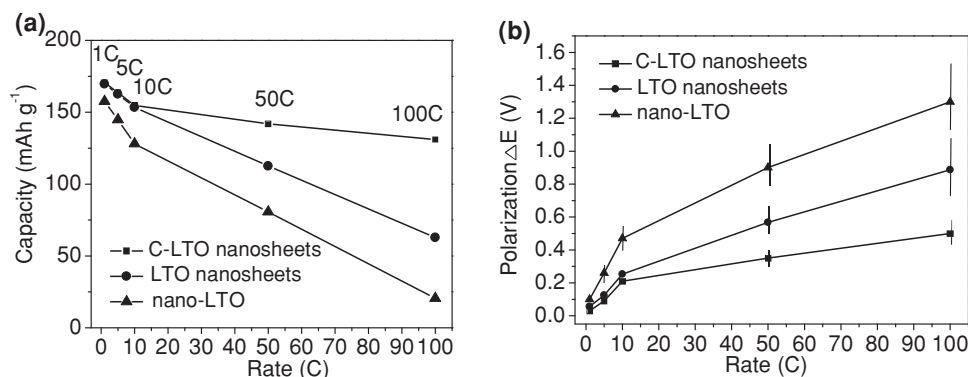 (a)
200
150
100
50
0
Capacity (mAh g⁻¹)
1C
5C
10C
50C
100C
C-LTO nanosheets
LTO nanosheets
nano-LTO
0 10 20 30 40 50 60 70 80 90 100
Rate (C)
(b)
1.6
1.4
1.2
1.0
0.8
0.6
0.4
0.2
0.0
Polarization△E (V)
C-LTO nanosheets
LTO nanosheets
nano-LTO
0 10 20 30 40 50 60 70 80 90 100
Rate (C)